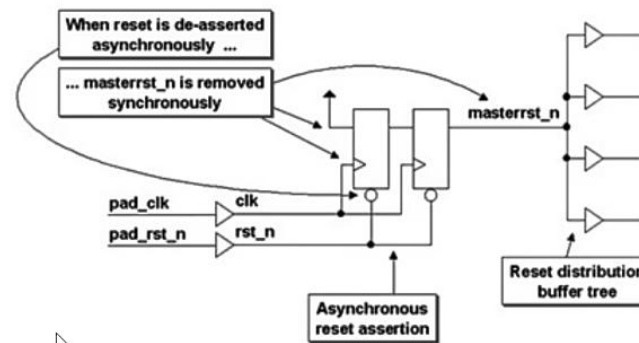 When reset is de-asserted
asynchronously ...
... masterrst_n is removed
synchronously
masterrst_n
pad_clk
clk
pad_rst_n
rst_n
Asynchronous
reset assertion
Reset distribution
buffer tree